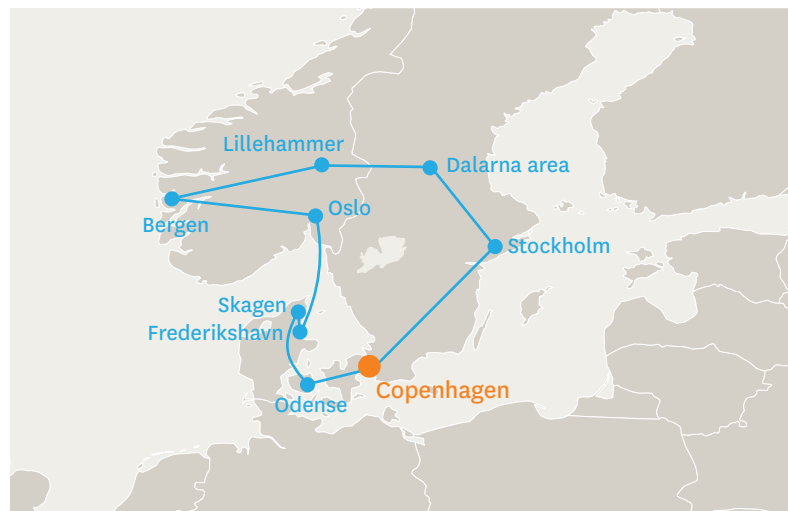 Lillehammer
Dalarna area
Oslo
Bergen
Stockholm
Skagen
Frederikshavn
Copenhagen
Odense